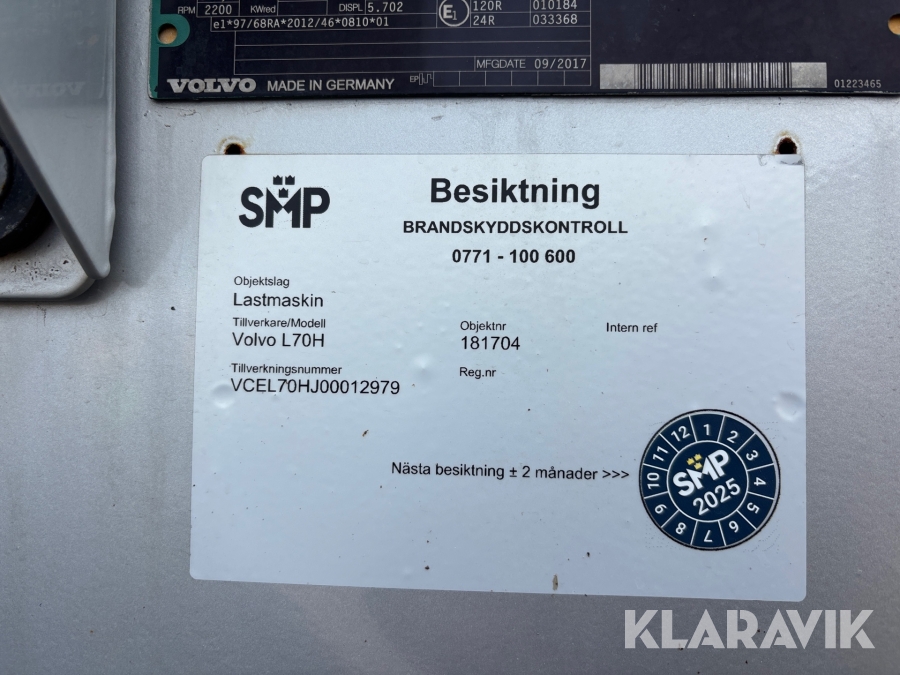 RPM 2200 KWred DISPL 5.702 E1 120R 010184
e1*97/68RA*2012/46*0810*01 24R 033368
MFGDATE 09/2017
VOLVO MADE IN GERMANY EP 01223465
SMP Besiktning
BRANDSKYDDSKONTROLL
0771 - 100 600
Objektslag
Lastmaskin
Tillverkare/Modell Objektnr Intern ref
Volvo L70H 181704
Tillverkningsnummer Reg.nr
VCEL70HJ00012979
Nästa besiktning ± 2 månader >>>
1 2 3 4 5 6 7 8 9 10 11 12
SMP
2025
KLARAVIK